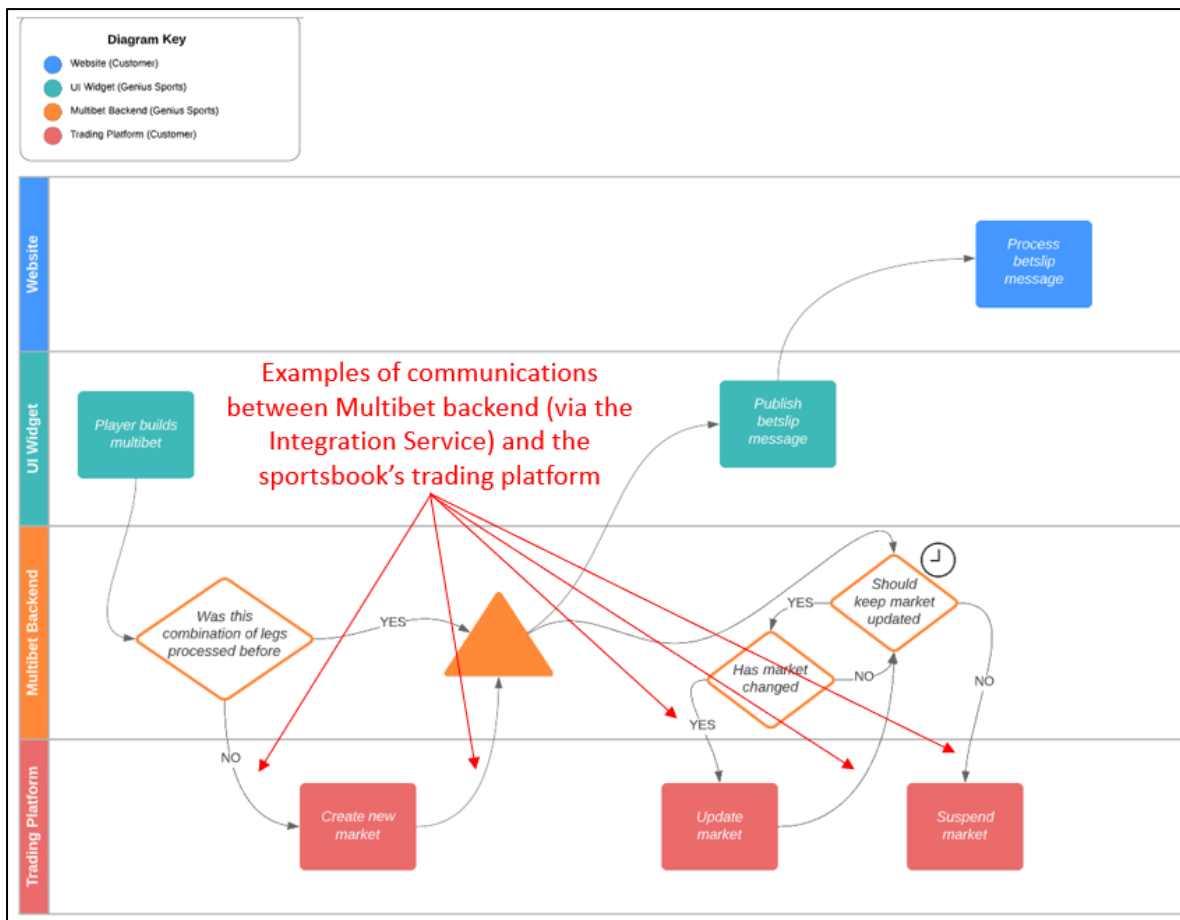 Diagram Key
Website (Customer)
UI Widget (Genius Sports)
Multibet Backend (Genius Sports)
Trading Platform (Customer)
Website
Process
betslip
message
UI Widget
Player builds
multibet
Examples of communications
between Multibet backend (via the
Integration Service) and the
sportsbook's trading platform
Publish
betslip
message
Multibet Backend
Was this
combination of legs
processed before
YES
NO
Should
keep market
updated
YES
NO
Has market
changed
NO
YES
Trading Platform
Create new
market
Update
market
Suspend
market